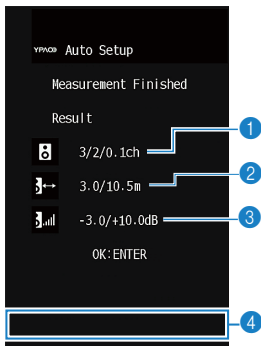 YPAO Auto Setup
Measurement Finished
Result
3/2/0.1ch
1
3.0/10.5m
2
-3.0/+10.0dB
3
OK:ENTER
4